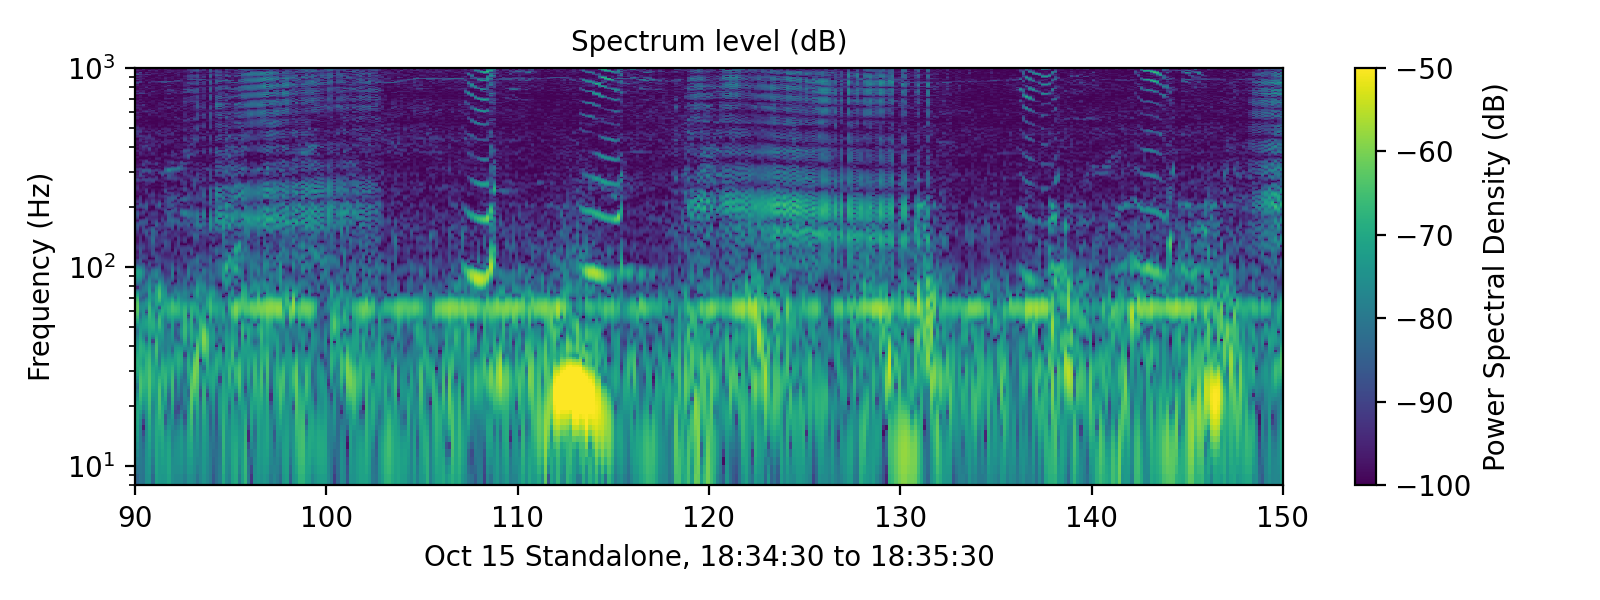 Spectrum level (dB)
10³
10²
10¹
Frequency (Hz)
90 100 110 120 130 140 150
Oct 15 Standalone, 18:34:30 to 18:35:30
−50
−60
−70
−80
−90
−100
Power Spectral Density (dB)